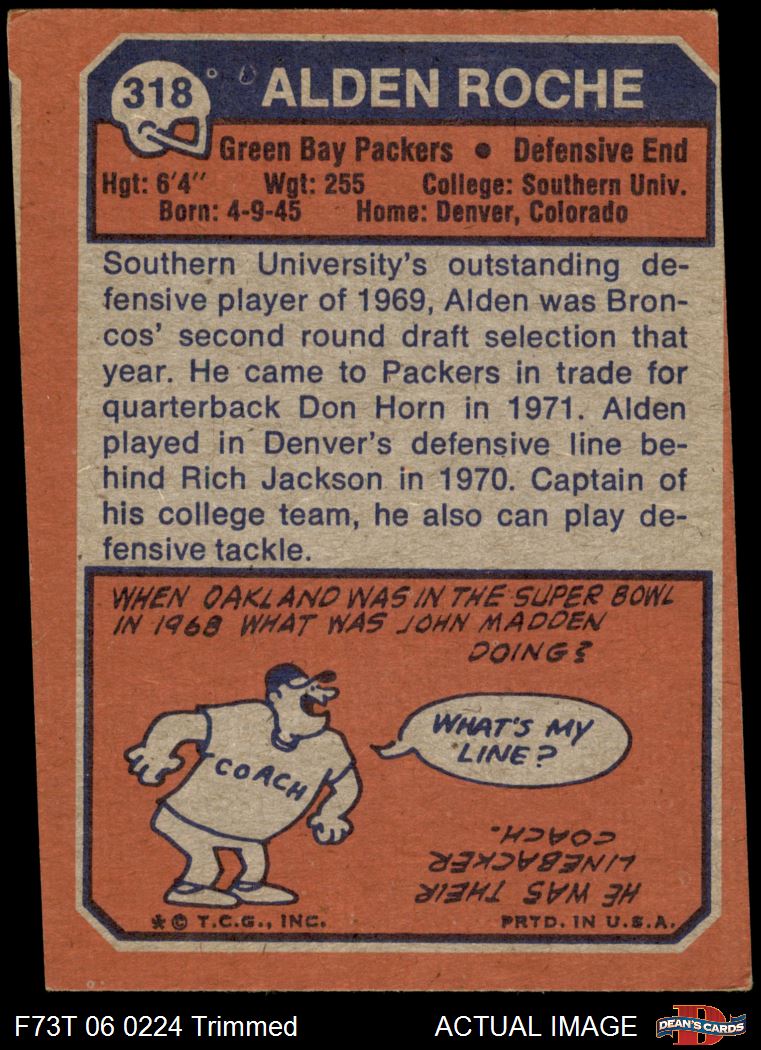 318 ALDEN ROCHE
Green Bay Packers • Defensive End
Hgt: 6'4" Wgt: 255 College: Southern Univ.
Born: 4-9-45 Home: Denver, Colorado
Southern University's outstanding de-
fensive player of 1969, Alden was Bron-
cos' second round draft selection that
year. He came to Packers in trade for
quarterback Don Horn in 1971. Alden
played in Denver's defensive line be-
hind Rich Jackson in 1970. Captain of
his college team, he also can play de-
fensive tackle.
WHEN OAKLAND WAS IN THE SUPER BOWL
IN 1968 WHAT WAS JOHN MADDEN
DOING?
WHAT'S MY
LINE?
COACH
HE WAS THEIR
LINEBACKER
COACH.
* © T.C.G., INC. PRTD. IN U.S.A.
F73T 06 0224 Trimmed ACTUAL IMAGE
D
DEAN'S CARDS